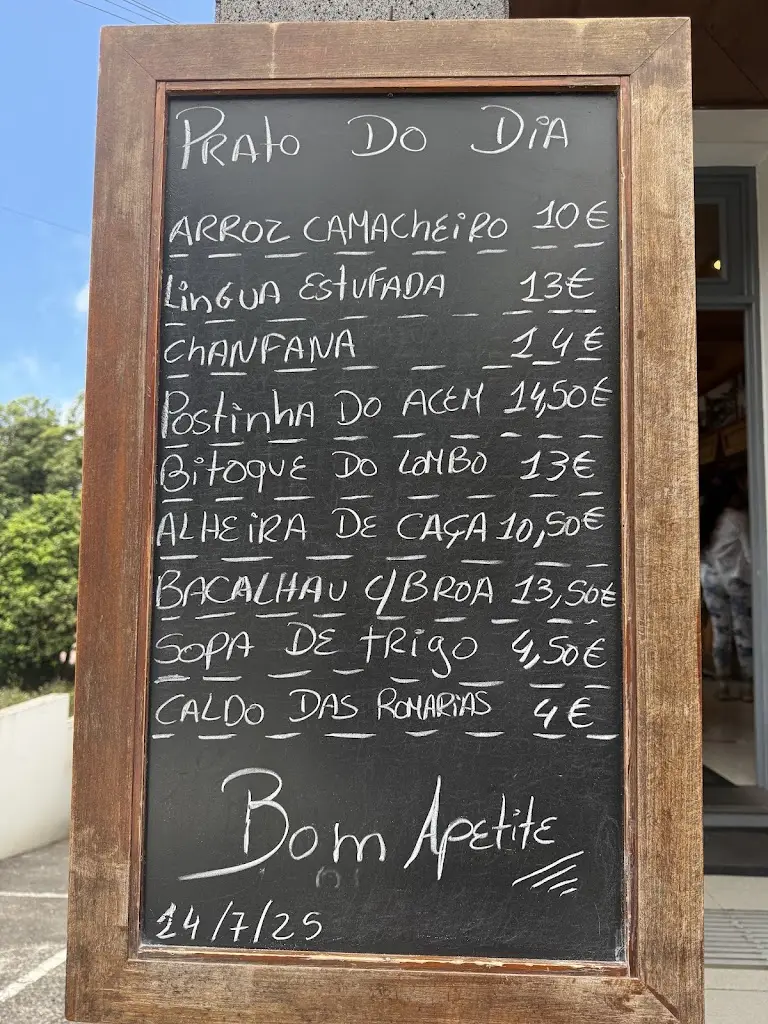 Prato Do Dia
ARROZ CAMACHEIRO 10€
LINGUA ESTUFADA 13€
CHANFANA 14€
Postinha DO ACEM 14,50€
BITOQUE DO LOMBO 13€
ALHEIRA DE CAÇA 10,50€
BACALHAU C/BROA 13,50€
SOPA DE TRIGO 4,50€
CALDO DAS ROMARIAS 4€
Bom Apetite
14/7/25